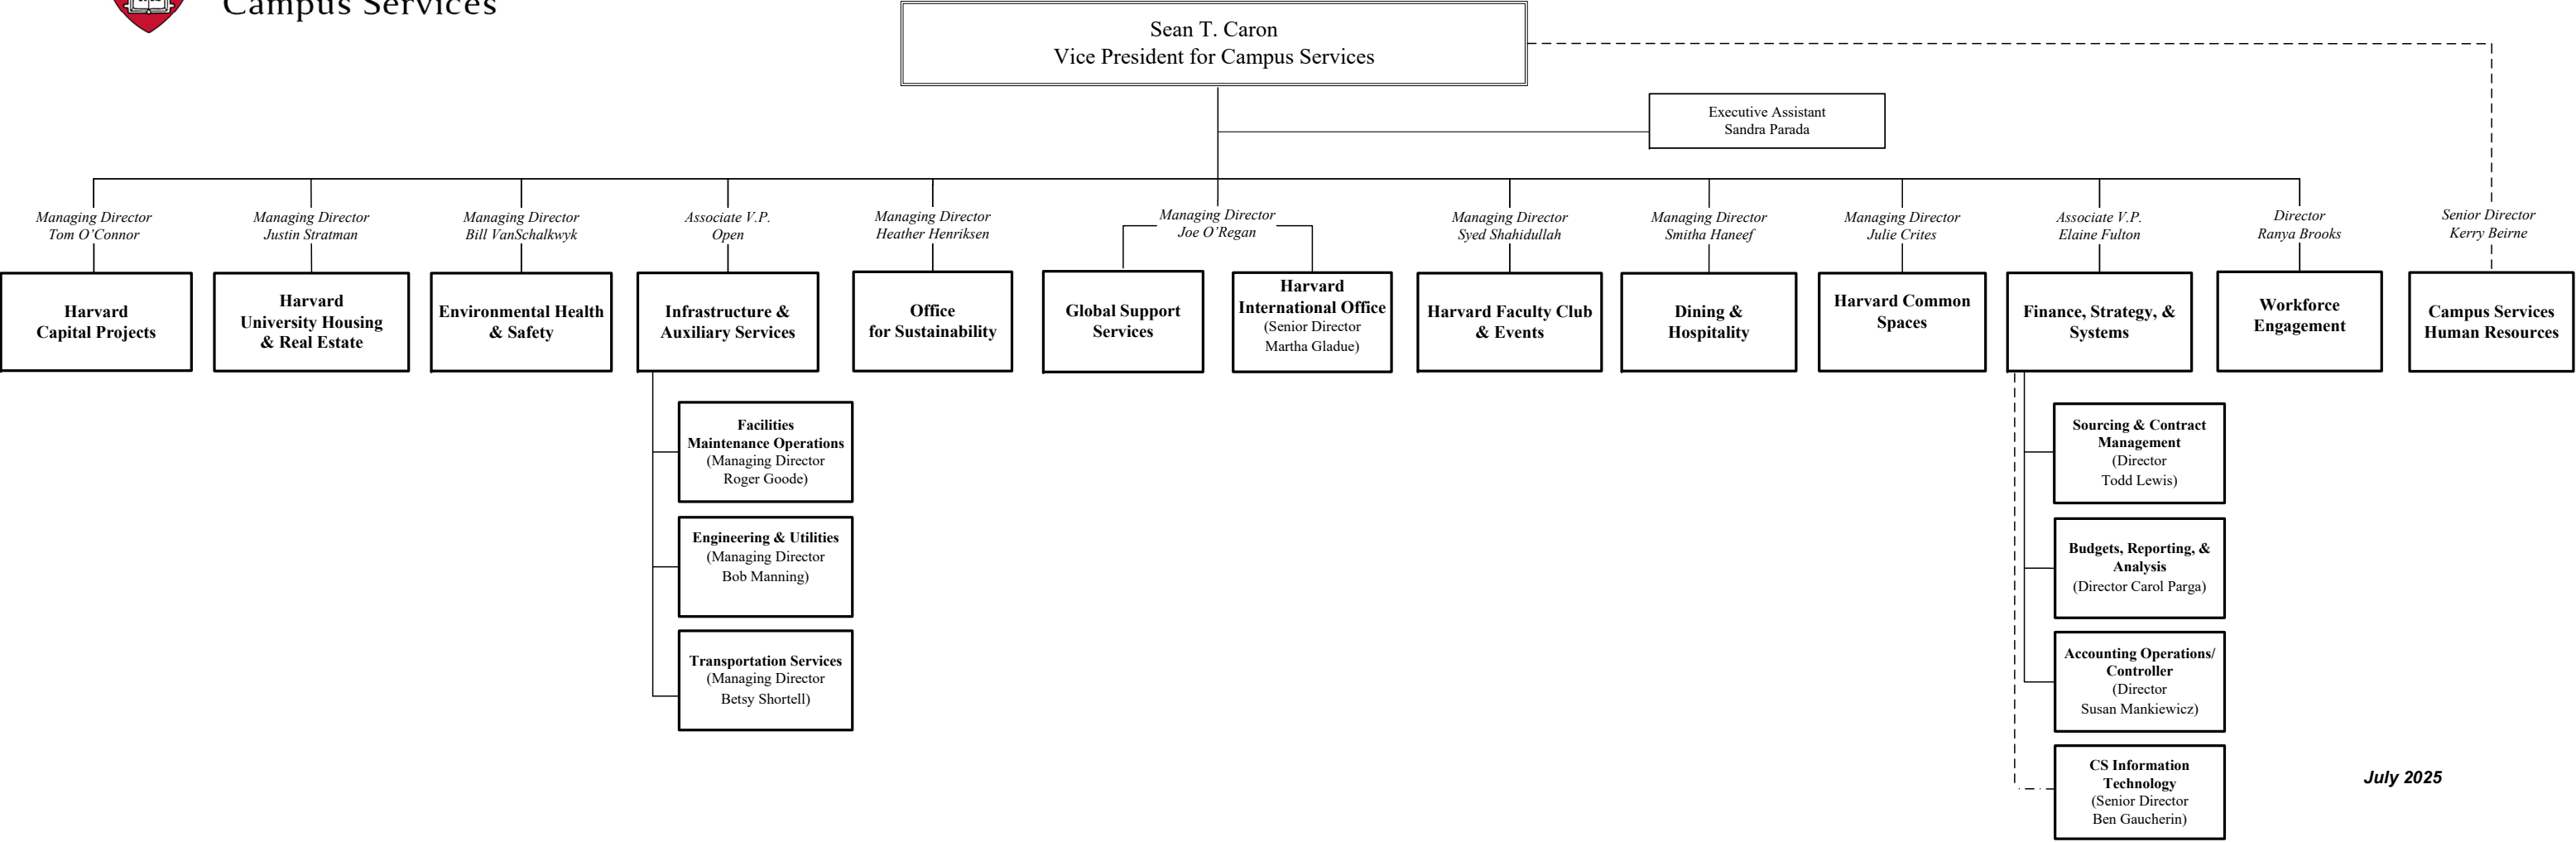 Campus Services
Sean T. Caron
Vice President for Campus Services
Executive Assistant
Sandra Parada
Managing Director
Tom O’Connor
Harvard
Capital Projects
Managing Director
Justin Stratman
Harvard
University Housing
& Real Estate
Managing Director
Bill VanSchalkwyk
Environmental Health
& Safety
Associate V.P.
Open
Infrastructure &
Auxiliary Services
Facilities
Maintenance Operations
(Managing Director
Roger Goode)
Engineering & Utilities
(Managing Director
Bob Manning)
Transportation Services
(Managing Director
Betsy Shortell)
Managing Director
Heather Henriksen
Office
for Sustainability
Managing Director
Joe O’Regan
Global Support
Services
Harvard
International Office
(Senior Director
Martha Gladue)
Managing Director
Syed Shahidullah
Harvard Faculty Club
& Events
Managing Director
Smitha Haneef
Dining &
Hospitality
Managing Director
Julie Crites
Harvard Common
Spaces
Associate V.P.
Elaine Fulton
Finance, Strategy, &
Systems
Sourcing & Contract
Management
(Director
Todd Lewis)
Budgets, Reporting, &
Analysis
(Director Carol Parga)
Accounting Operations/
Controller
(Director
Susan Mankiewicz)
CS Information
Technology
(Senior Director
Ben Gaucherin)
Director
Ranya Brooks
Workforce
Engagement
Senior Director
Kerry Beirne
Campus Services
Human Resources
July 2025